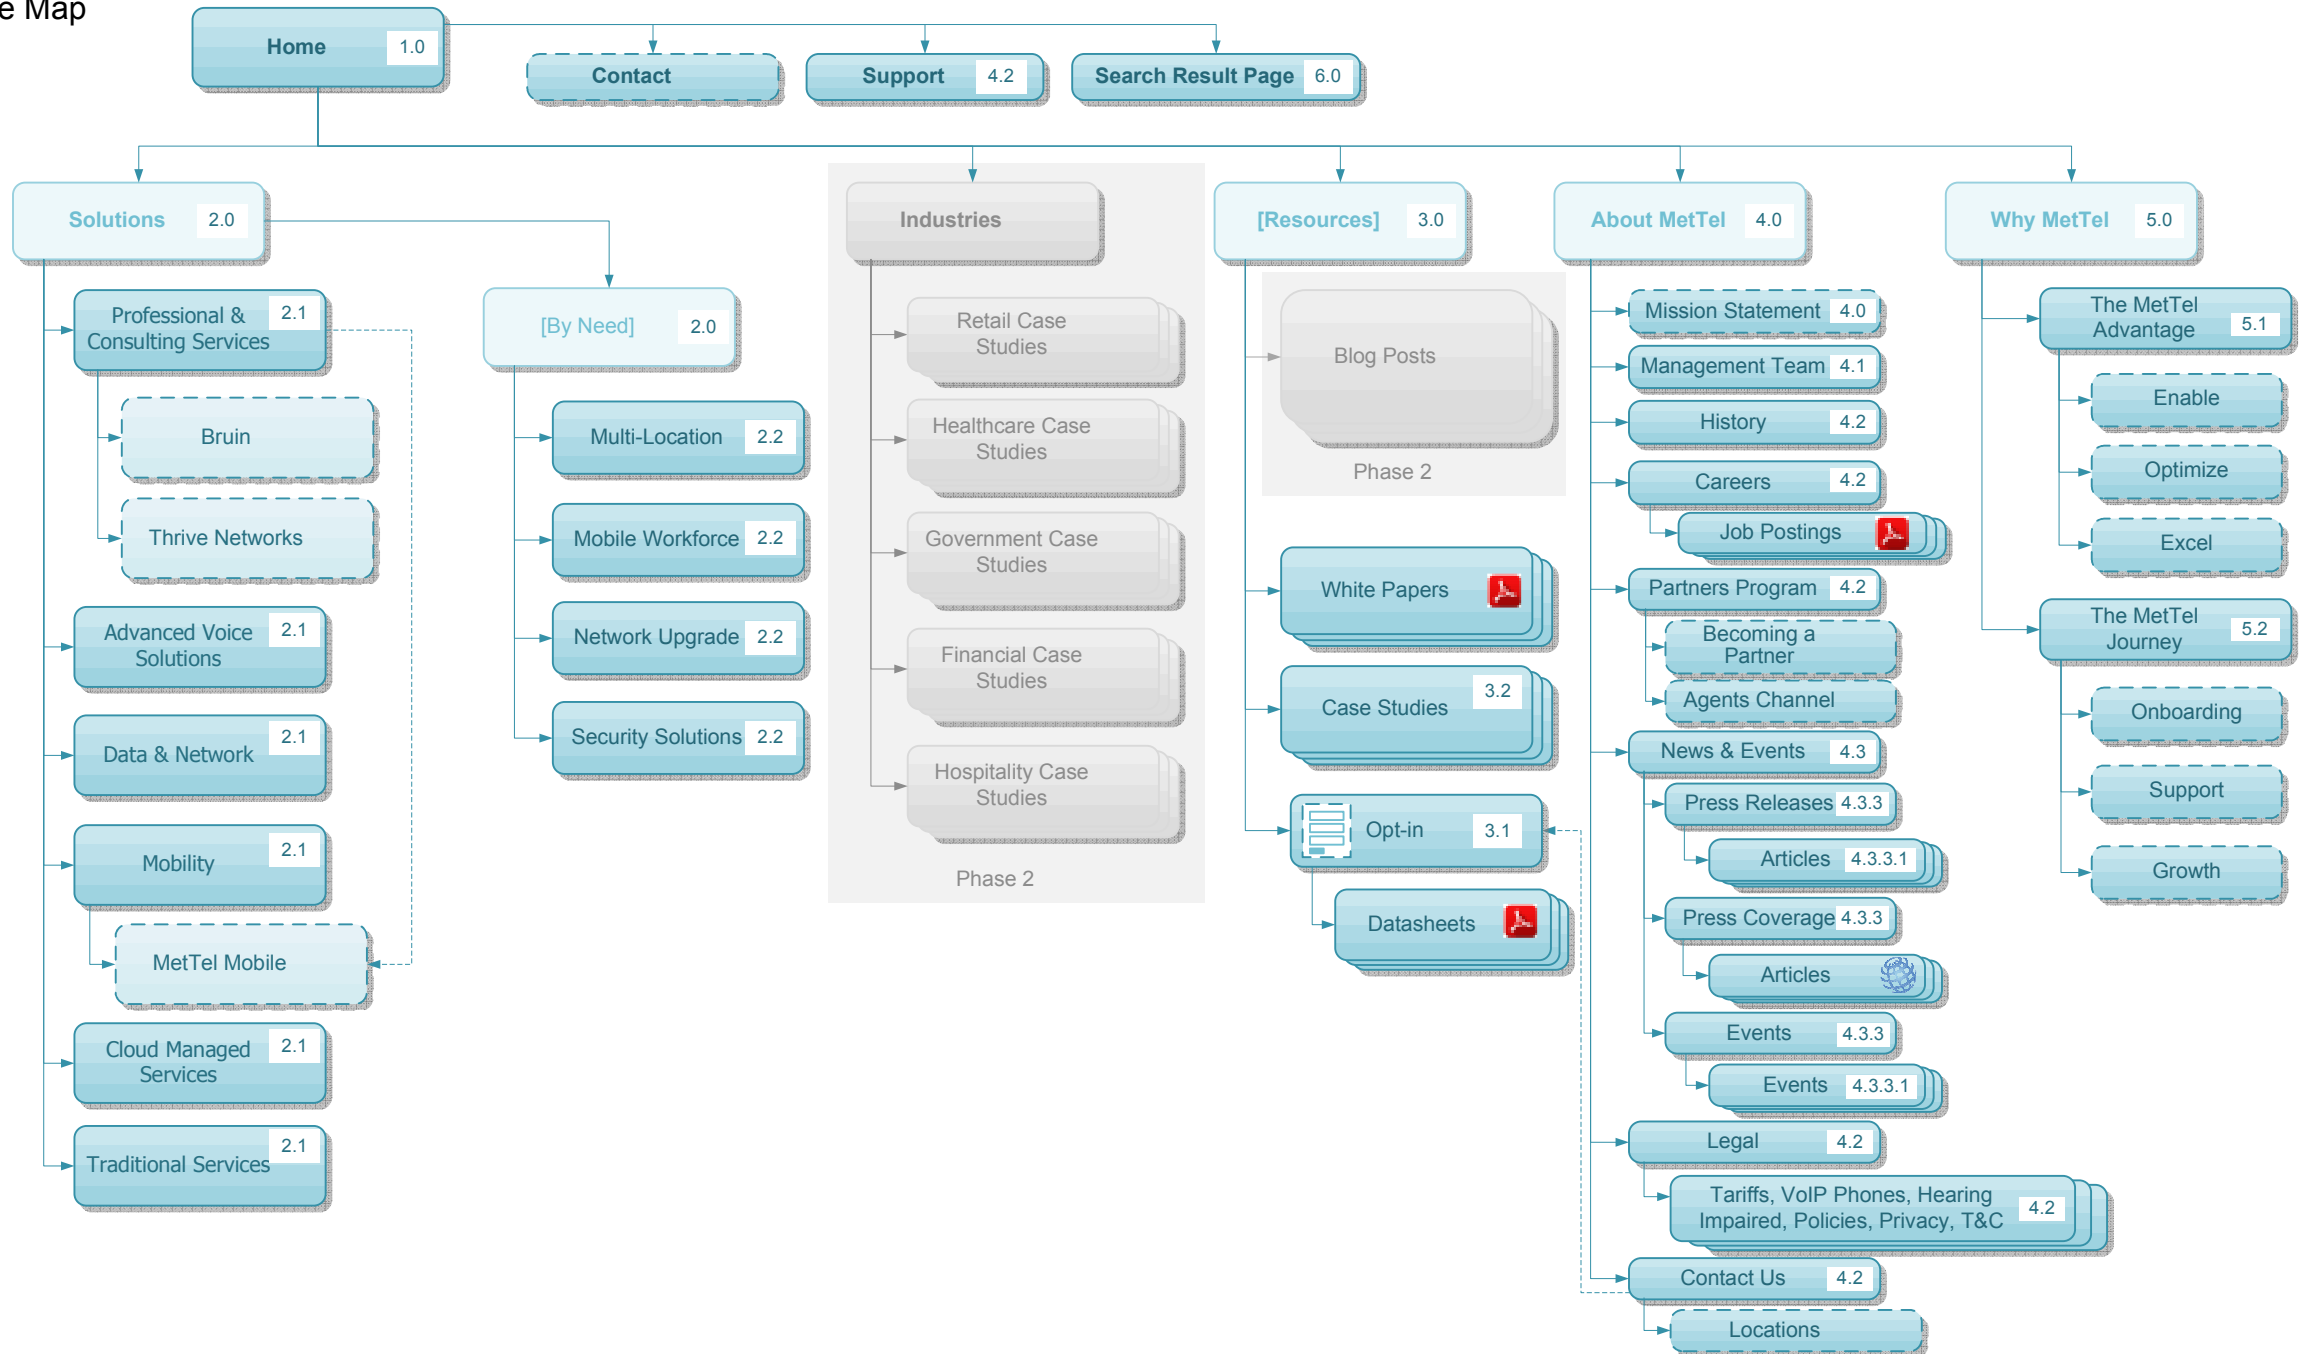 e Map
Home 1.0
Contact
Support 4.2
Search Result Page 6.0
Solutions 2.0
Professional &
Consulting Services
2.1
Bruin
Thrive Networks
Advanced Voice
Solutions
2.1
Data & Network 2.1
Mobility 2.1
MetTel Mobile
Cloud Managed
Services
2.1
Traditional Services 2.1
[By Need] 2.0
Multi-Location 2.2
Mobile Workforce 2.2
Network Upgrade 2.2
Security Solutions 2.2
Industries
Retail Case
Studies
Healthcare Case
Studies
Government Case
Studies
Financial Case
Studies
Hospitality Case
Studies
Phase 2
[Resources] 3.0
Blog Posts
Phase 2
White Papers
Case Studies 3.2
Opt-in 3.1
Datasheets
About MetTel 4.0
Mission Statement 4.0
Management Team 4.1
History 4.2
Careers 4.2
Job Postings
Partners Program 4.2
Becoming a
Partner
Agents Channel
News & Events 4.3
Press Releases 4.3.3
Articles 4.3.3.1
Press Coverage 4.3.3
Articles
Events 4.3.3
Events 4.3.3.1
Legal 4.2
Tariffs, VoIP Phones, Hearing
Impaired, Policies, Privacy, T&C
4.2
Contact Us 4.2
Locations
Why MetTel 5.0
The MetTel
Advantage
5.1
Enable
Optimize
Excel
The MetTel
Journey
5.2
Onboarding
Support
Growth